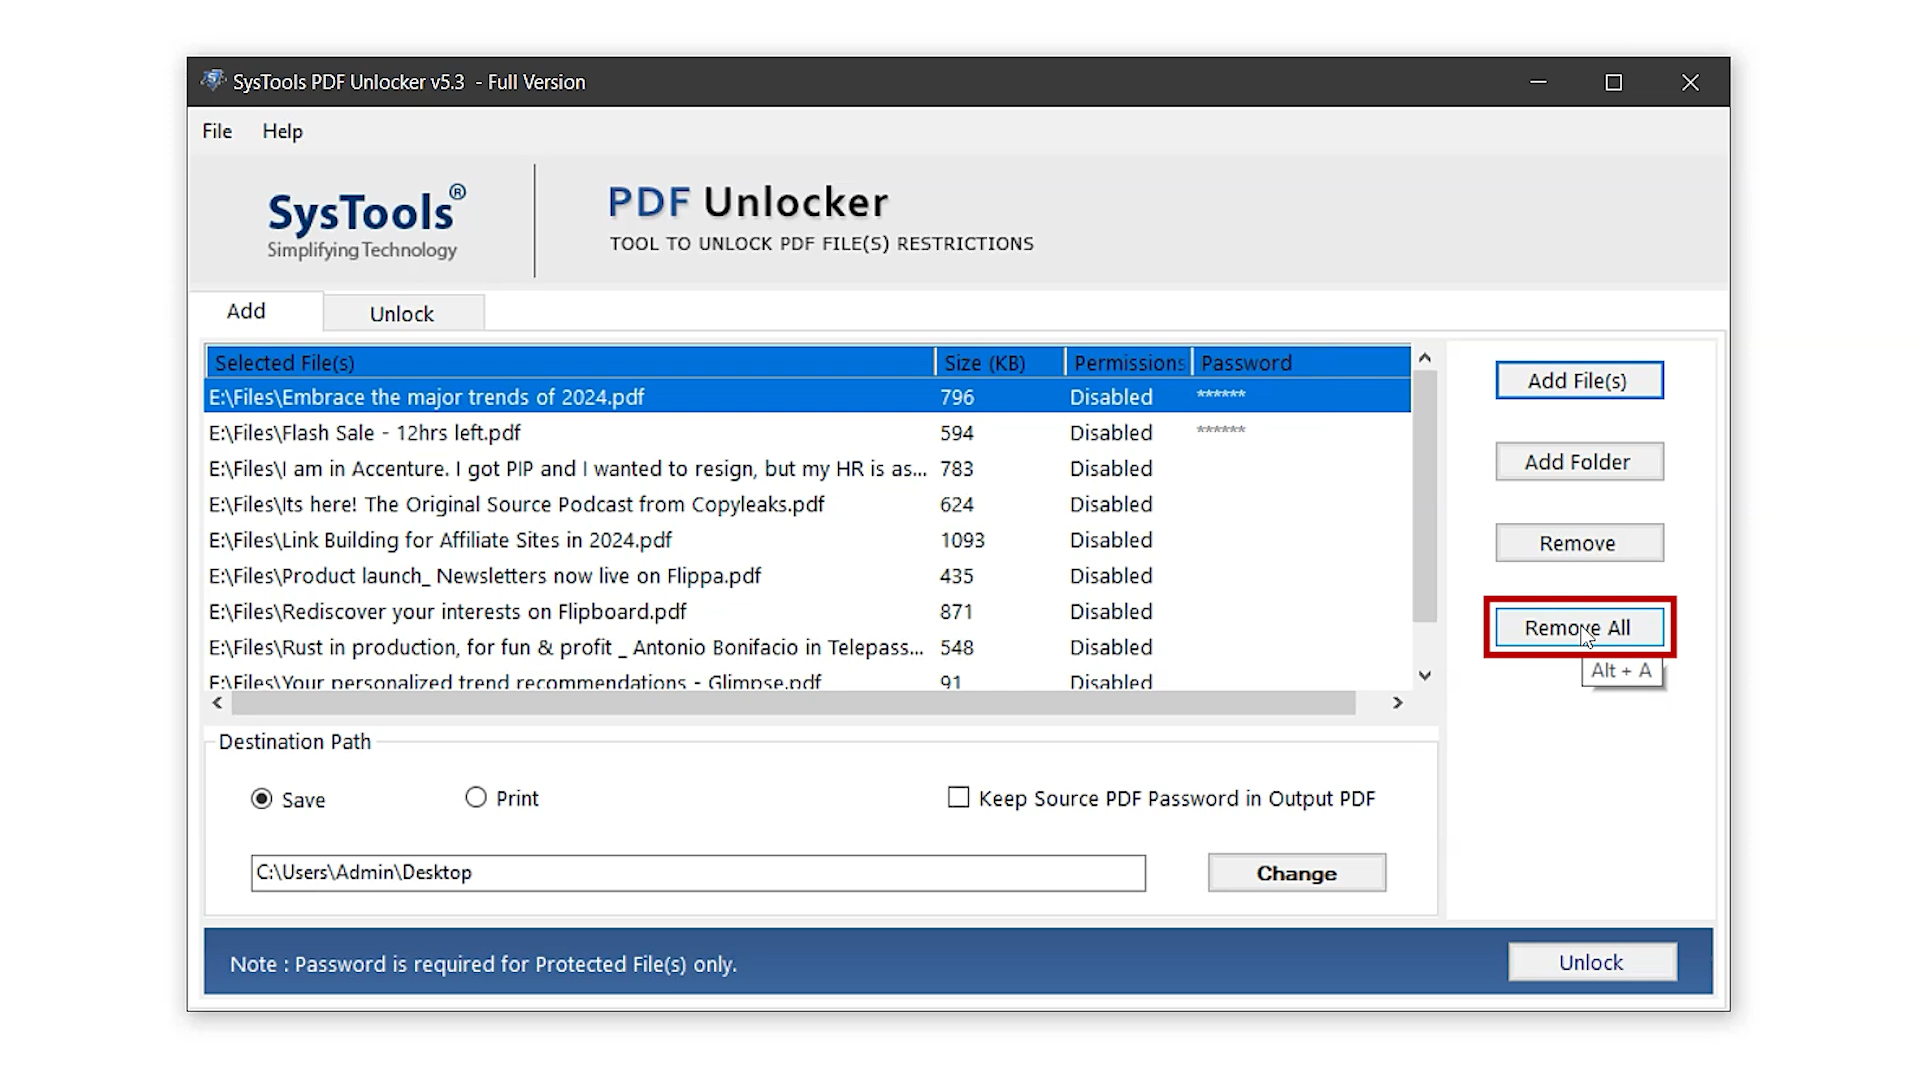 SysTools PDF Unlocker v5.3 - Full Version
File Help
SysTools®
Simplifying Technology
PDF Unlocker
TOOL TO UNLOCK PDF FILE(S) RESTRICTIONS
Add Unlock
Selected File(s) Size (KB) Permissions Password
E:\Files\Embrace the major trends of 2024.pdf 796 Disabled ******
E:\Files\Flash Sale - 12hrs left.pdf 594 Disabled ******
E:\Files\I am in Accenture. I got PIP and I wanted to resign, but my HR is as... 783 Disabled
E:\Files\Its here! The Original Source Podcast from Copyleaks.pdf 624 Disabled
E:\Files\Link Building for Affiliate Sites in 2024.pdf 1093 Disabled
E:\Files\Product launch_ Newsletters now live on Flippa.pdf 435 Disabled
E:\Files\Rediscover your interests on Flipboard.pdf 871 Disabled
E:\Files\Rust in production, for fun & profit _ Antonio Bonifacio in Telepass... 548 Disabled
E:\Files\Your personalized trend recommendations - Glimpse.pdf 91 Disabled
Add File(s)
Add Folder
Remove
Remove All
Alt + A
Destination Path
Save Print Keep Source PDF Password in Output PDF
C:\Users\Admin\Desktop Change
Note : Password is required for Protected File(s) only. Unlock